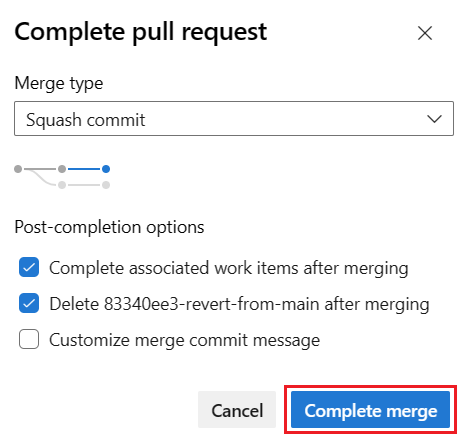 Complete pull request
Merge type
Squash commit
Post-completion options
Complete associated work items after merging
Delete 83340ee3-revert-from-main after merging
Customize merge commit message
Cancel
Complete merge